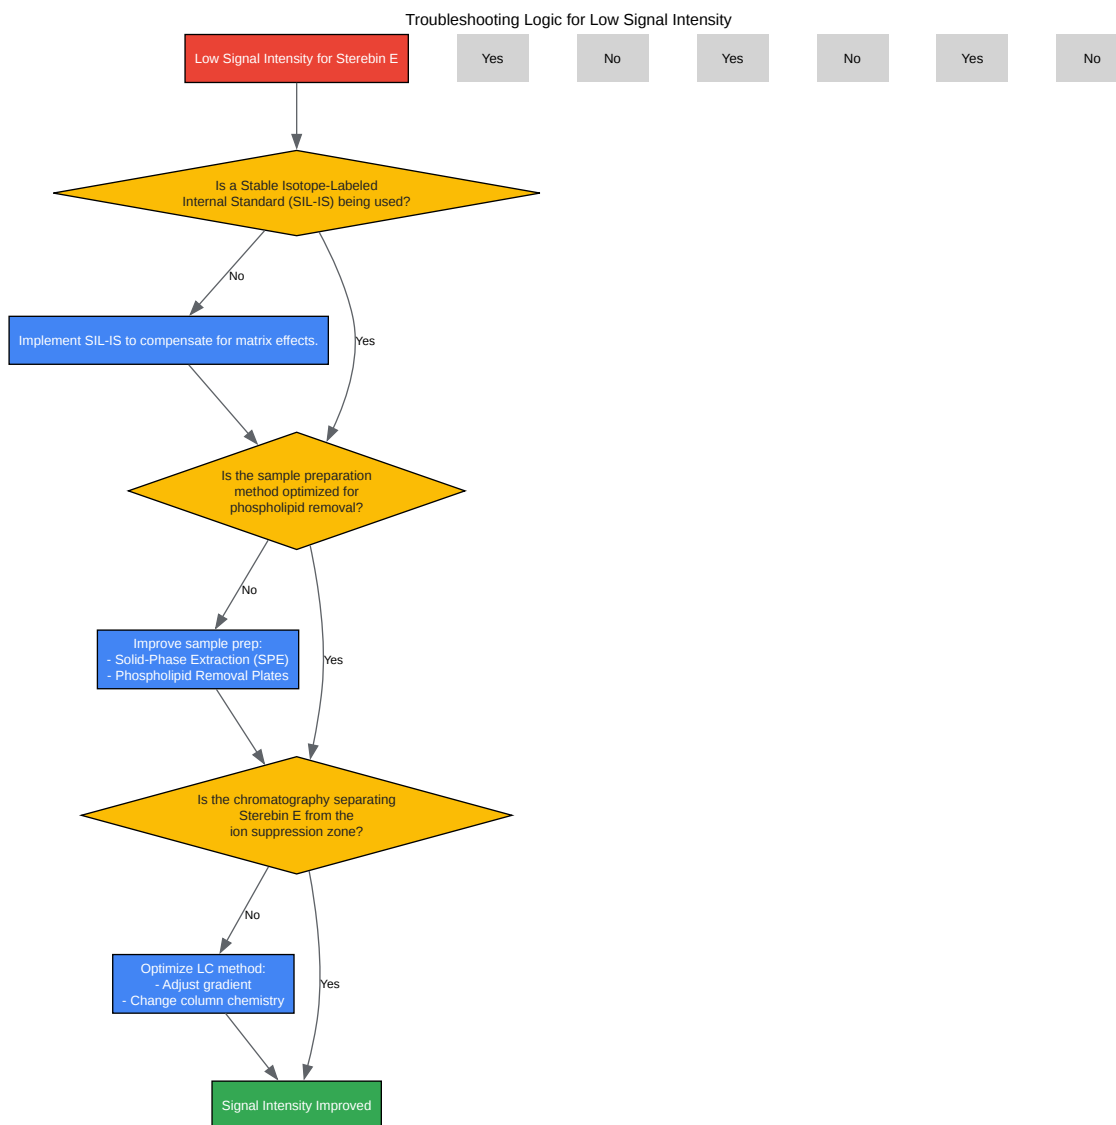 Troubleshooting Logic for Low Signal Intensity
Low Signal Intensity for Sterebin E
Yes
No
Yes
No
Yes
No
Is a Stable Isotope-Labeled
Internal Standard (SIL-IS) being used?
No
Implement SIL-IS to compensate for matrix effects.
Yes
Is the sample preparation
method optimized for
phospholipid removal?
No
Improve sample prep:
- Solid-Phase Extraction (SPE)
- Phospholipid Removal Plates
Yes
Is the chromatography separating
Sterebin E from the
ion suppression zone?
No
Optimize LC method:
- Adjust gradient
- Change column chemistry
Yes
Signal Intensity Improved